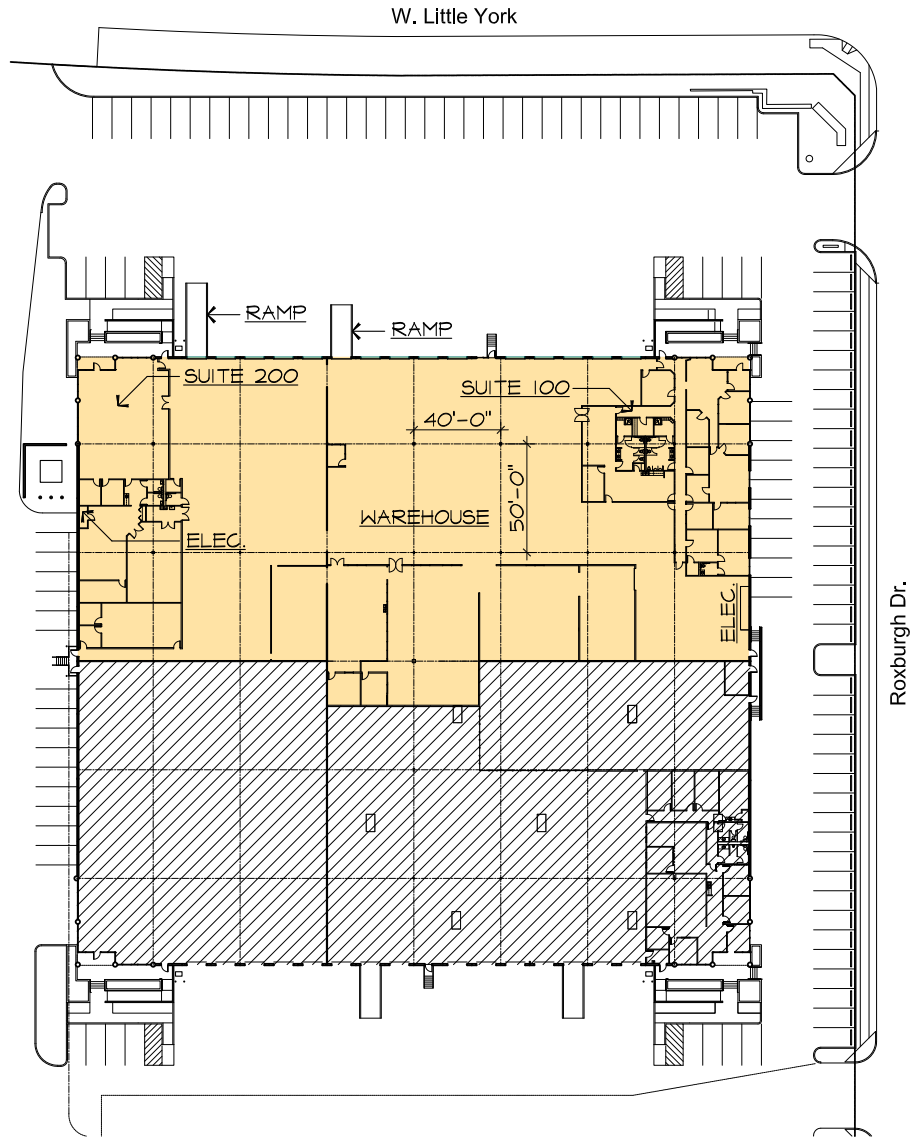 W. Little York
RAMP
RAMP
SUITE 200
SUITE 100
40'-0"
50'-0"
WAREHOUSE
ELEC.
ELEC.
Roxburgh Dr.